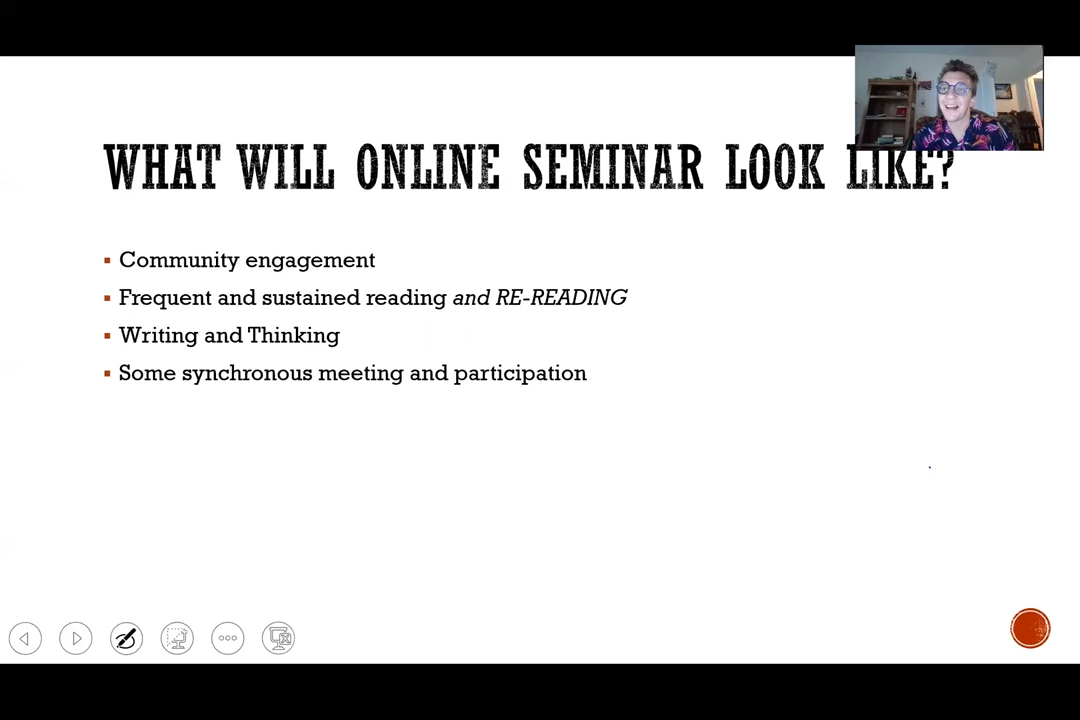 WHAT WILL ONLINE SEMINAR LOOK LIKE?
Community engagement
Frequent and sustained reading and RE-READING
Writing and Thinking
Some synchronous meeting and participation